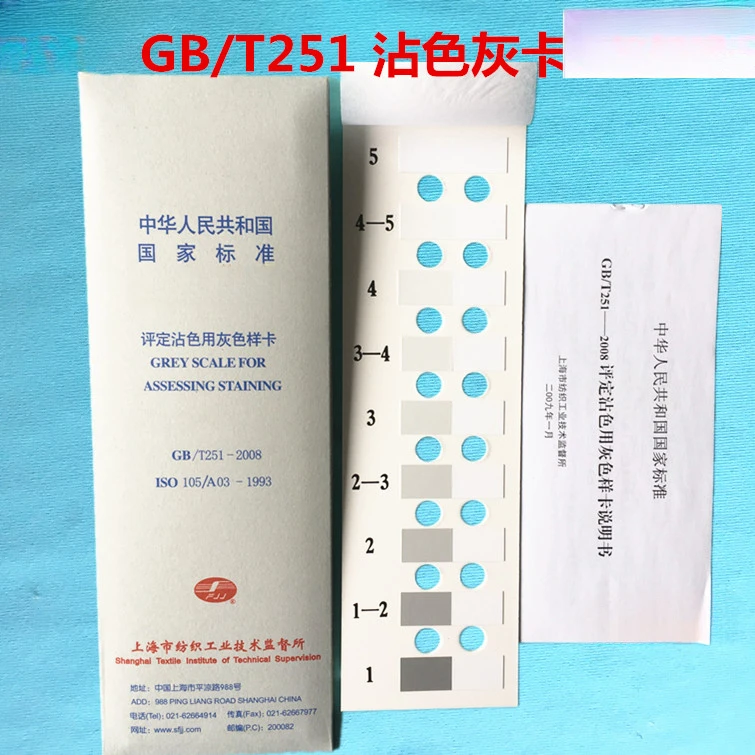 GB/T251 沾色灰卡
中华人民共和国
国家标准
评定沾色用灰色样卡
GREY SCALE FOR
ASSESSING STAINING
GB/T251-2008
ISO 105/A03-1993
FJJ
®
上海市纺织工业技术监督所
Shanghai Textile Institute of Technical Supervision
地址: 中国上海市平凉路988号
ADD: 988 PING LIANG ROAD SHANGHAI CHINA
电话(Tel): 021-62664914 传真(Fax): 021-62667977
网址: www.sfjj.com 邮编(P.C): 200082
5
4—5
4
3—4
3
2—3
2
1—2
1
中华人民共和国国家标准
GB/T251——2008 评定沾色用灰色样卡说明书
上海市纺织工业技术监督所
二00九年一月